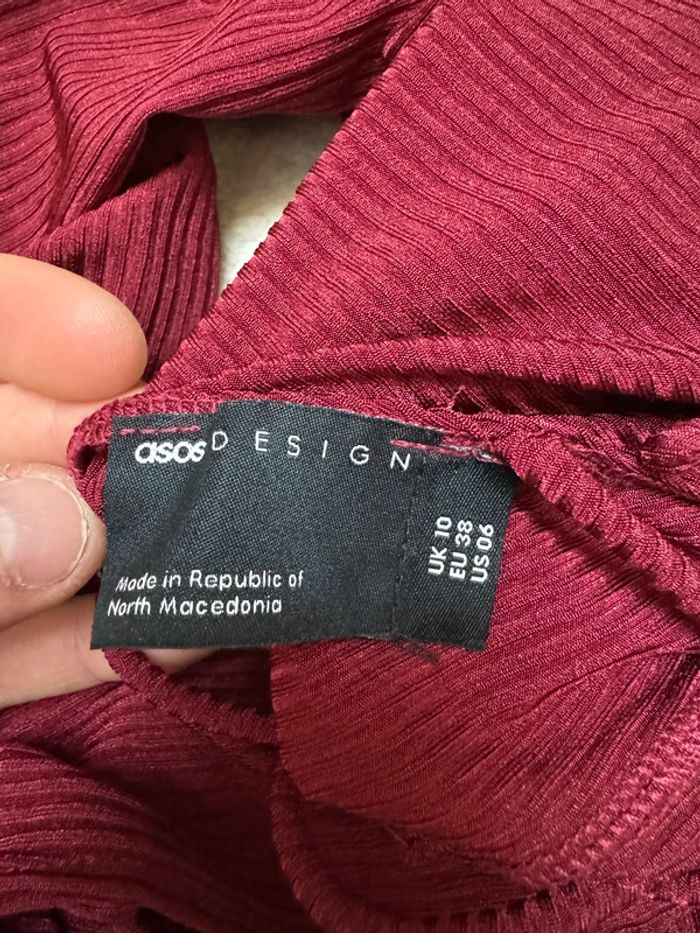 asos DESIGN
Made in Republic of
North Macedonia
UK 10
EU 38
US 06